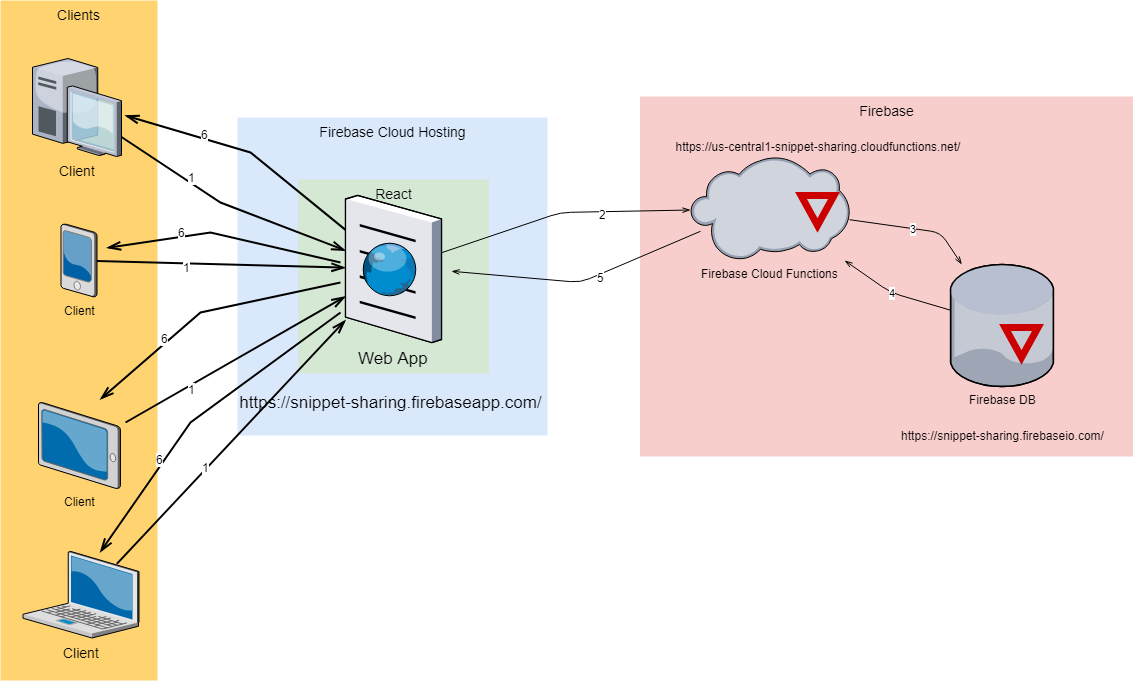 Clients
Client
Client
Client
Client
6
1
6
1
6
1
6
1
Firebase Cloud Hosting
React
Web App
https://snippet-sharing.firebaseapp.com/
2
5
Firebase
https://us-central1-snippet-sharing.cloudfunctions.net/
Firebase Cloud Functions
3
4
Firebase DB
https://snippet-sharing.firebaseio.com/